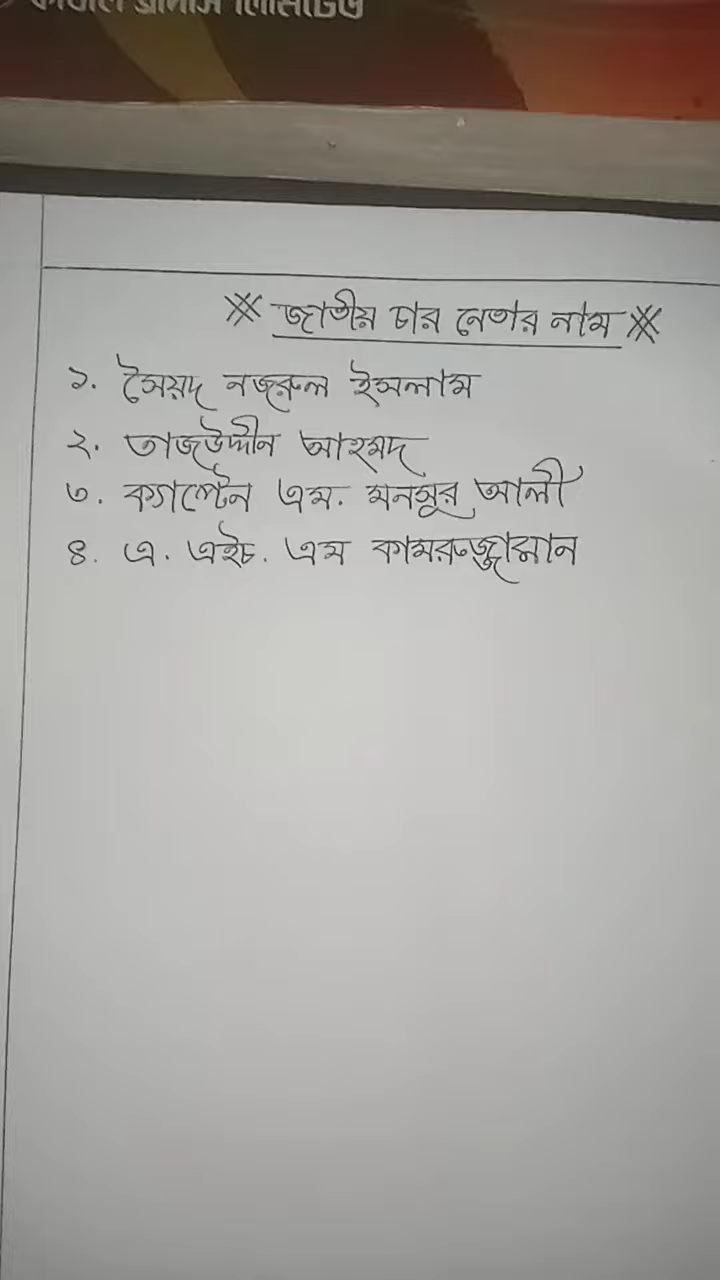 লিমিটেড
※ জাতীয় চার নেতার নাম ※
১. সৈয়দ নজরুল ইসলাম
২. তাজউদ্দীন আহমদ
৩. ক্যাপ্টেন এম. মনসুর আলী
৪. এ. এইচ. এম কামরুজ্জামান